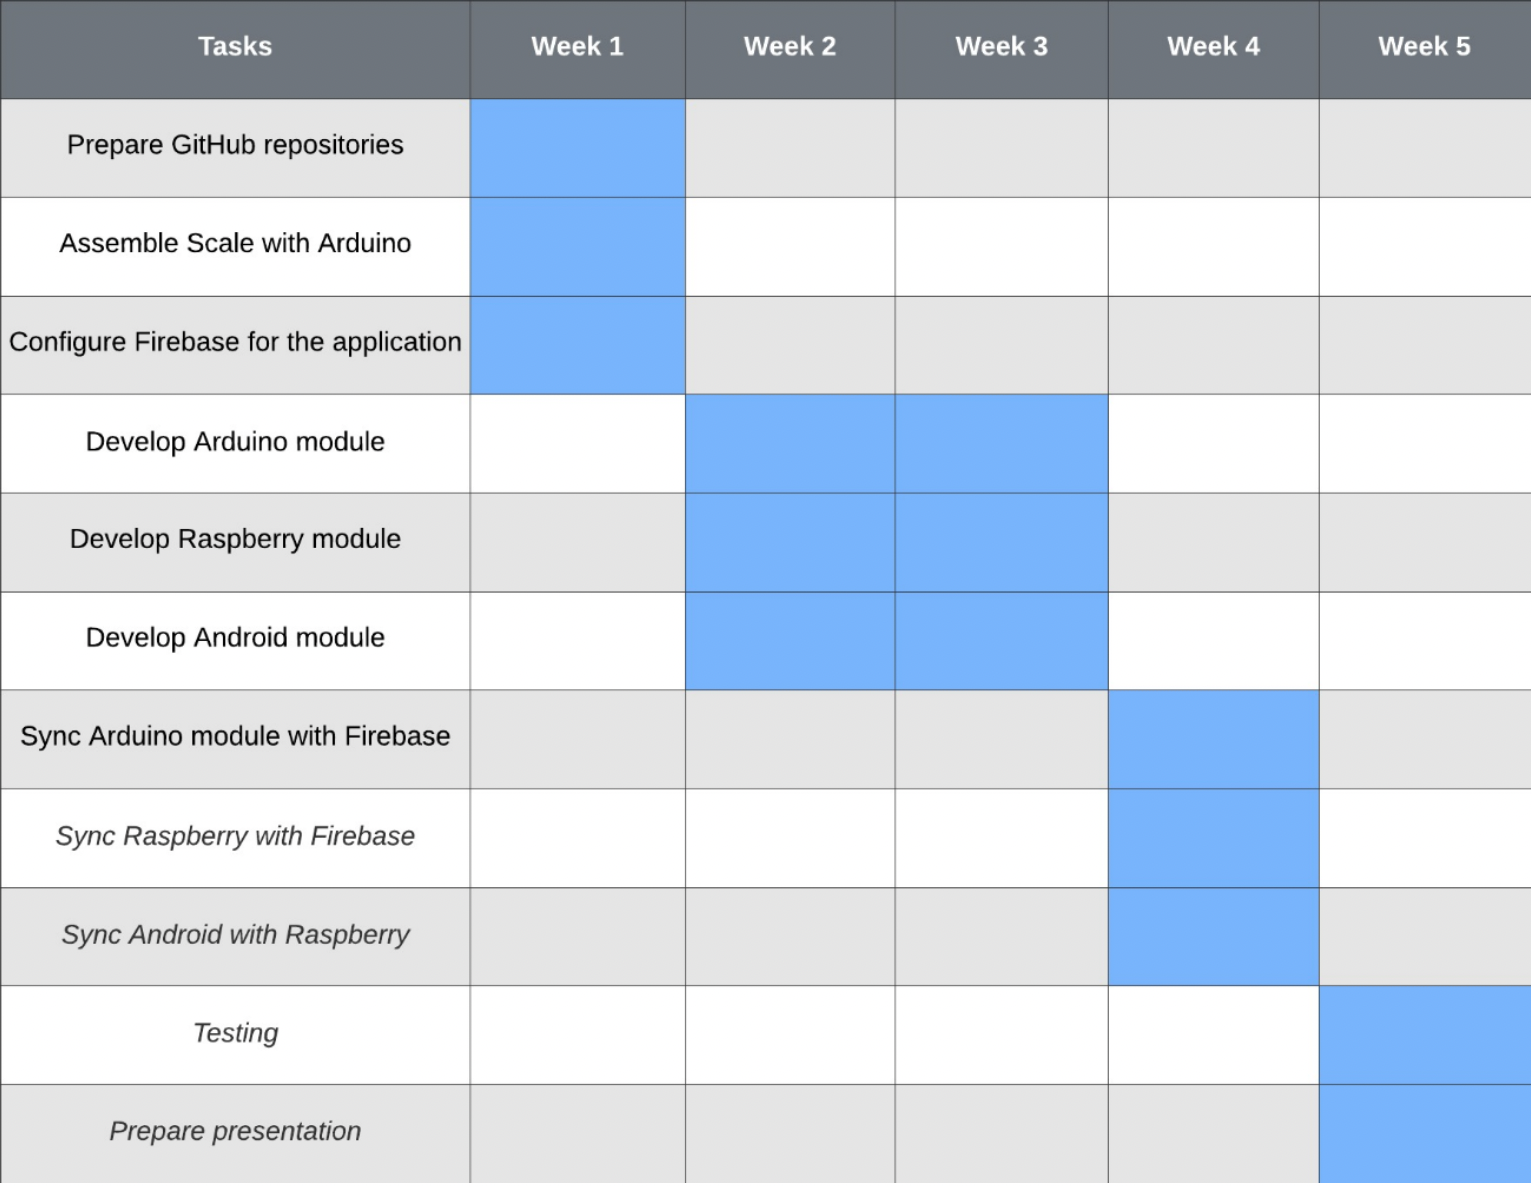 Tasks
Week 1
Week 2
Week 3
Week 4
Week 5
Prepare GitHub repositories
Assemble Scale with Arduino
Configure Firebase for the application
Develop Arduino module
Develop Raspberry module
Develop Android module
Sync Arduino module with Firebase
Sync Raspberry with Firebase
Sync Android with Raspberry
Testing
Prepare presentation